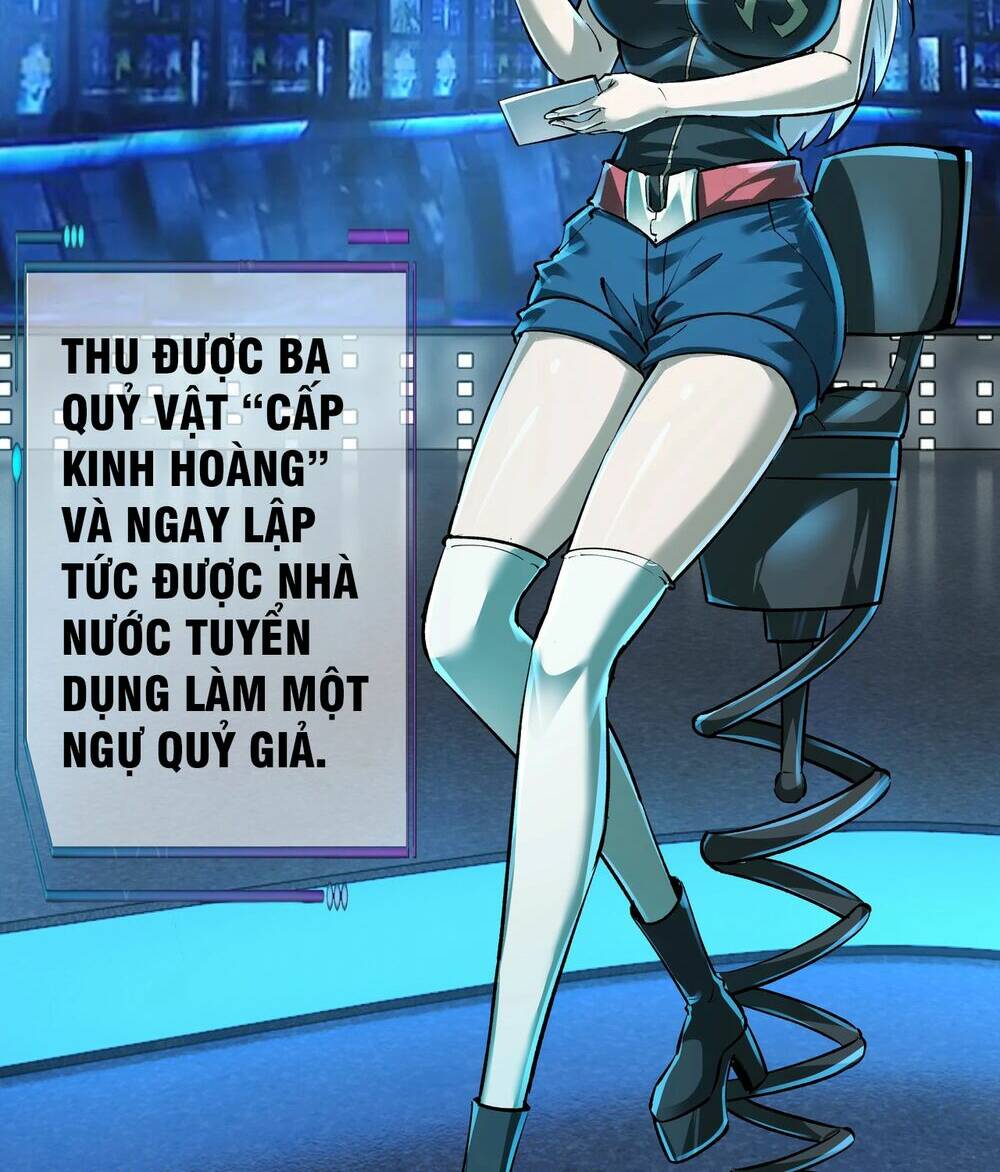 THU ĐƯỢC BA
QUỶ VẬT “CẤP
KINH HOÀNG”
VÀ NGAY LẬP
TỨC ĐƯỢC NHÀ
NƯỚC TUYỂN
DỤNG LÀM MỘT
NGỰ QUỶ GIẢ.